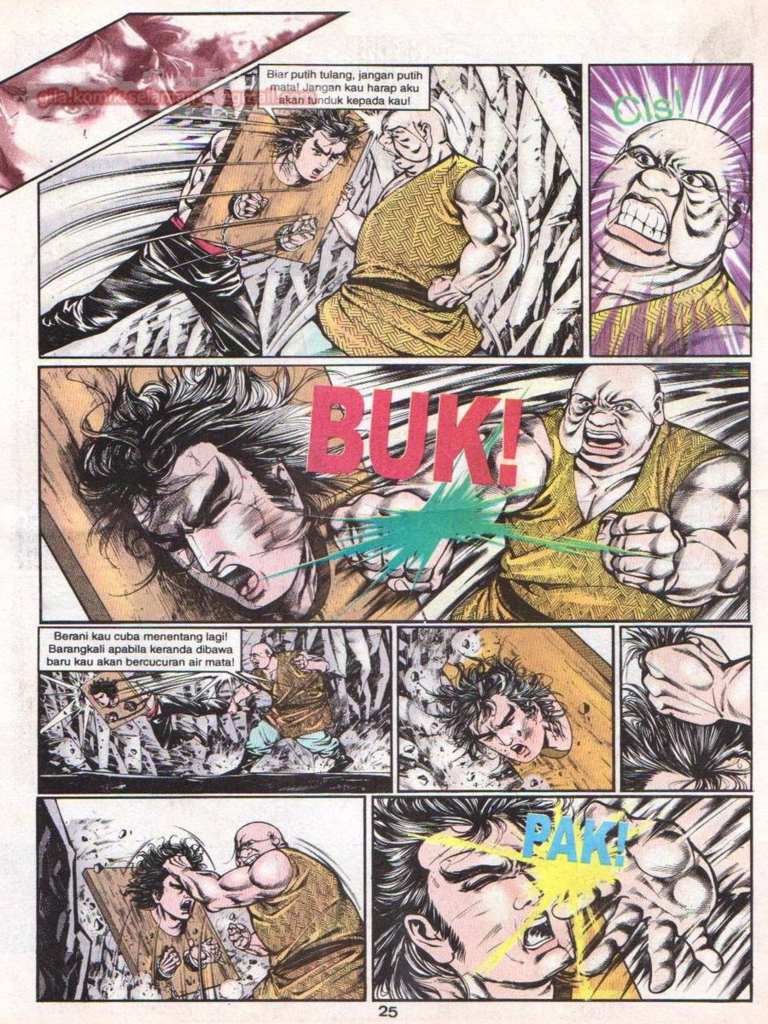 Biar putih tulang, jangan putih
mata! Jangan kau harap aku
akan tunduk kepada kau!
Cis!
BUK!
Berani kau cuba menentang lagi!
Barangkali apabila keranda dibawa
baru kau akan bercucuran air mata!
PAK!
25